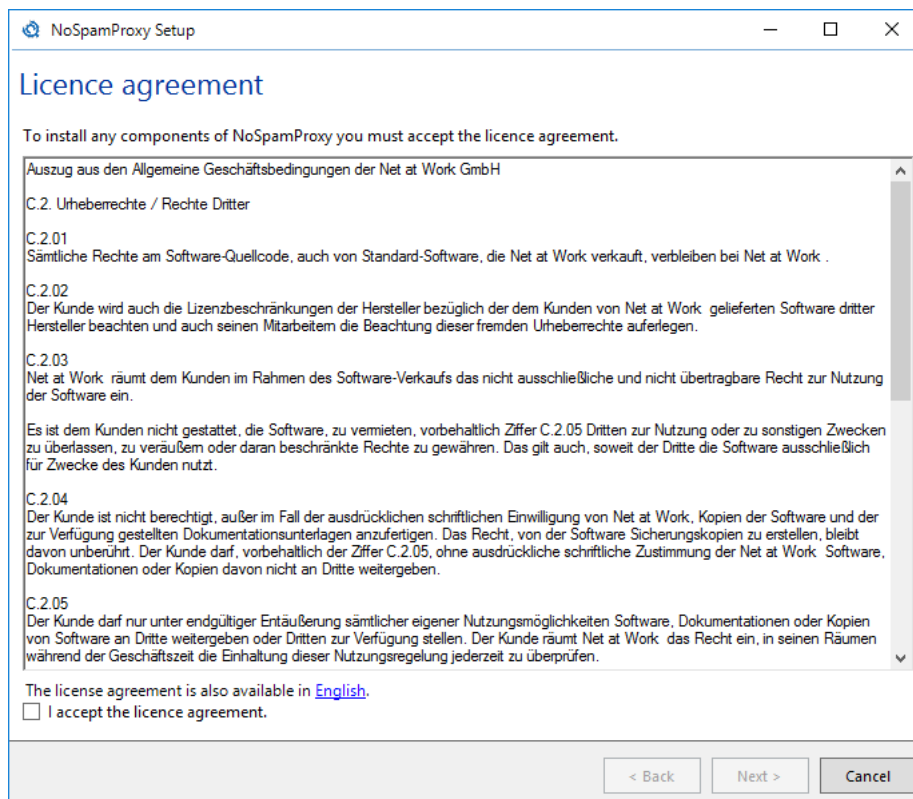 NoSpamProxy Setup
Licence agreement
To install any components of NoSpamProxy you must accept the licence agreement.
Auszug aus den Allgemeine Geschäftsbedingungen der Net at Work GmbH
C.2. Urheberrechte / Rechte Dritter
C.2.01
Sämtliche Rechte am Software-Quellcode, auch von Standard-Software, die Net at Work verkauft, verbleiben bei Net at Work .
C.2.02
Der Kunde wird auch die Lizenzbeschränkungen der Hersteller bezüglich der dem Kunden von Net at Work  gelieferten Software dritter
Hersteller beachten und auch seinen Mitarbeitern die Beachtung dieser fremden Urheberrechte auferlegen.
C.2.03
Net at Work  räumt dem Kunden im Rahmen des Software-Verkaufs das nicht ausschließliche und nicht übertragbare Recht zur Nutzung
der Software ein.
Es ist dem Kunden nicht gestattet, die Software, zu vermieten, vorbehaltlich Ziffer C.2.05 Dritten zur Nutzung oder zu sonstigen Zwecken
zu überlassen, zu veräußern oder daran beschränkte Rechte zu gewähren. Das gilt auch, soweit der Dritte die Software ausschließlich
für Zwecke des Kunden nutzt.
C.2.04
Der Kunde ist nicht berechtigt, außer im Fall der ausdrücklichen schriftlichen Einwilligung von Net at Work, Kopien der Software und der
zur Verfügung gestellten Dokumentationsunterlagen anzufertigen. Das Recht, von der Software Sicherungskopien zu erstellen, bleibt
davon unberührt. Der Kunde darf, vorbehaltlich der Ziffer C.2.05, ohne ausdrückliche schriftliche Zustimmung der Net at Work  Software,
Dokumentationen oder Kopien davon nicht an Dritte weitergeben.
C.2.05
Der Kunde darf nur unter endgültiger Entäußerung sämtlicher eigener Nutzungsmöglichkeiten Software, Dokumentationen oder Kopien
von Software an Dritte weitergeben oder Dritten zur Verfügung stellen. Der Kunde räumt Net at Work  das Recht ein, in seinen Räumen
während der Geschäftszeit die Einhaltung dieser Nutzungsregelung jederzeit zu überprüfen.
The license agreement is also available in English.
I accept the licence agreement.
< Back
Next >
Cancel